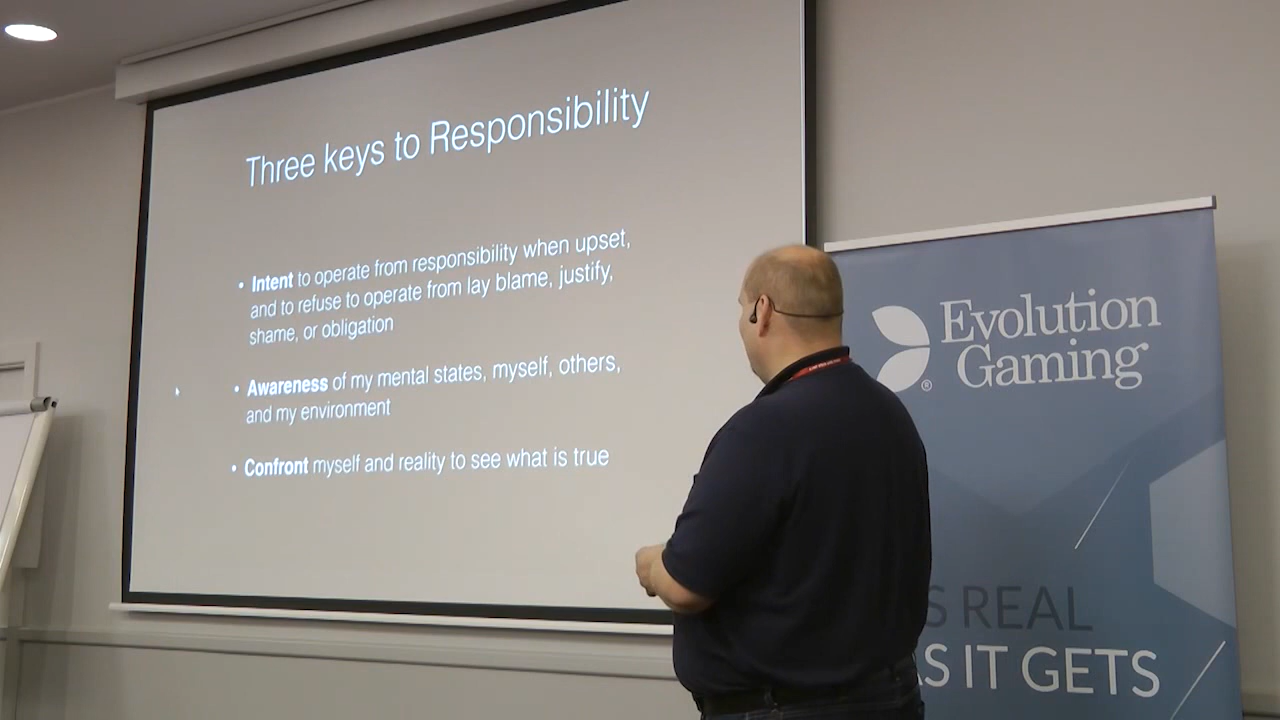 Three keys to Responsibility
• Intent to operate from responsibility when upset,
and to refuse to operate from lay blame, justify,
shame, or obligation
• Awareness of my mental states, myself, others,
and my environment
• Confront myself and reality to see what is true
Evolution
Gaming
®
S REAL
AS IT GETS